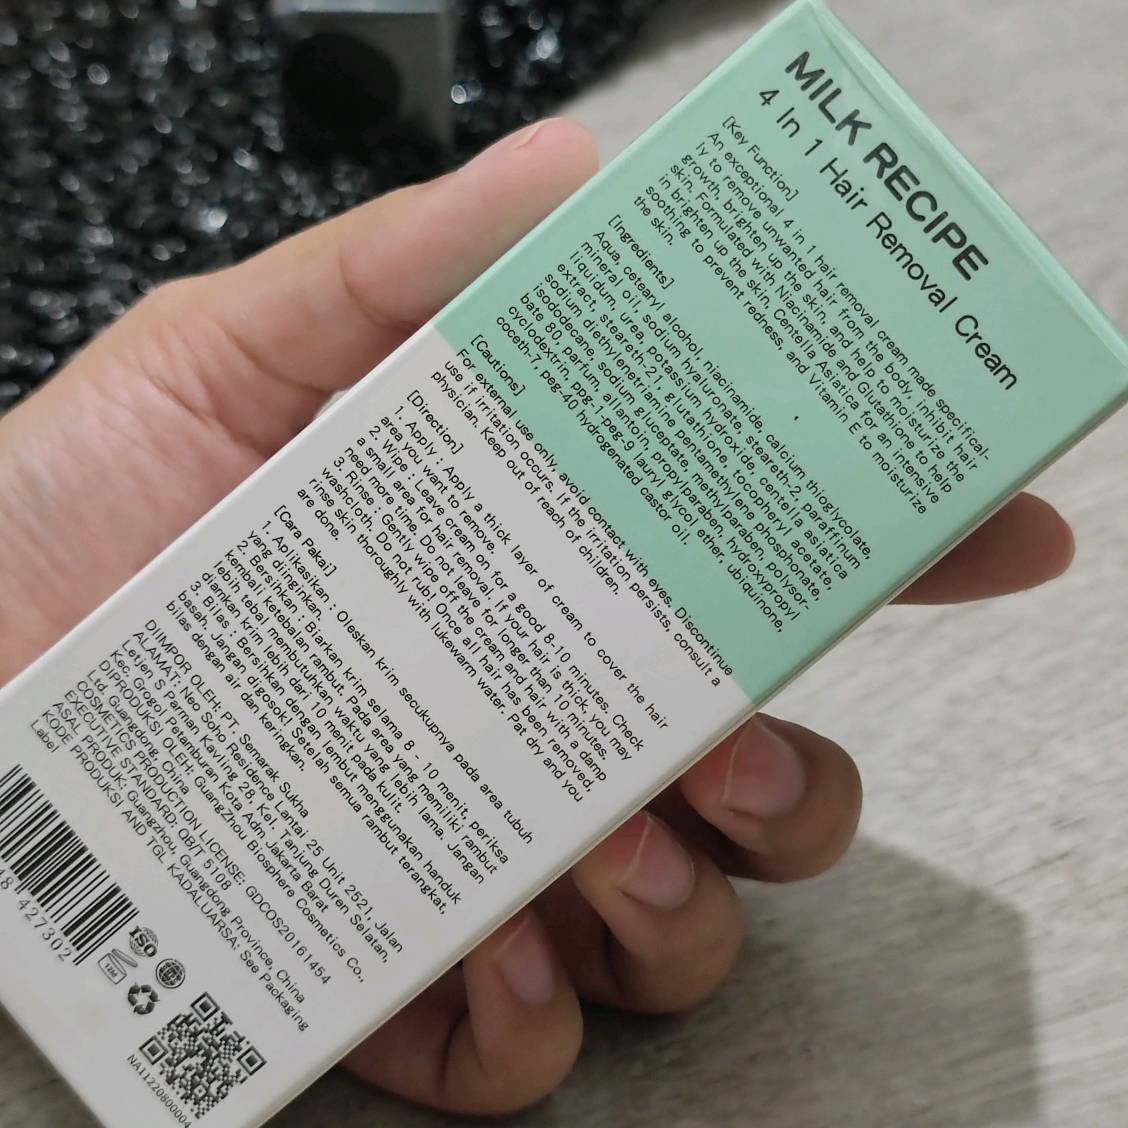 MILK RECIPE
4 In 1 Hair Removal Cream
[Key Function]
An exceptional 4 in 1 hair removal cream made specifical-
ly to remove unwanted hair from the body, inhibit hair
growth, brighten up the skin, and help to moisturize the
skin. Formulated with Niacinamide and Glutathione to help
in brighten up the skin, Centella Asiatica for an intensive
soothing to prevent redness, and Vitamin E to moisturize
the skin.
[Ingredients]
Aqua, cetearyl alcohol, niacinamide, calcium thioglycolate,
mineral oil, sodium hyaluronate, steareth-2, paraffinum
liquidum, urea, potassium hydroxide, centella asiatica
extract, steareth-21, glutathione, tocopheryl acetate,
sodium diethylenetriamine pentamethylene phosphonate,
isododecane, sodium gluceptate, methylparaben, polysor-
bate 80, parfum, allantoin, propylparaben, hydroxypropyl
cyclodextrin, ppg-1-peg-9 lauryl glycol ether, ubiquinone,
coceth-7, peg-40 hydrogenated castor oil.
[Cautions]
For external use only, avoid contact with eyes. Discontinue
use if irritation occurs. If the irritation persists, consult a
physician. Keep out of reach of children.
[Direction]
1. Apply : Apply a thick layer of cream to cover the hair
area you want to remove.
2. Wipe : Leave cream on for a good 8-10 minutes. Check
a small area for hair removal. If your hair is thick, you may
need more time. Do not leave for longer than 10 minutes.
3. Rinse : Gently wipe off the cream and hair with a damp
washcloth. Do not rub! Once all hair has been removed,
rinse skin thoroughly with lukewarm water. Pat dry and you
are done.
[Cara Pakai]
1. Aplikasikan : Oleskan krim secukunya pada area tubuh
yang diinginkan.
2. Bersihkan : Biarkan krim selama 8 - 10 menit, periksa
kembali ketebalan rambut. Pada area yang memiliki rambut
lebih tebal membutuhkan waktu yang lebih lama. Jangan
diamkan krim lebih dari 10 menit pada kulit.
3. Bilas : Bersihkan dengan lembut menggunakan handuk
basah. Jangan digosok! Setelah semua rambut terangkat,
bilas dengan air dan keringkan.
DIIMPOR OLEH: PT. Semarak Sukha
ALAMAT: Neo Soho Residence Lantai 25 Unit 2521, Jalan
Letjen S Parman Kavling 28, Kel. Tanjung Duren Selatan,
Kec. Grogol Petamburan Kota Adm Jakarta Barat
DIPRODUKSI OLEH: GuangZhou Biosphere Cosmetics Co.,
Ltd. Guangdong, China
COSMETICS PRODUCTION LICENSE: GDCOS20161454
EXECUTIVE STANDARD: QB/T 5108
ASAL PRODUK: Guangzhou, Guangdong Province, China
KODE PRODUKSI AND TGL KADALUARSA: See Packaging
Label
48 427302
ISO
12M
NA11220800004